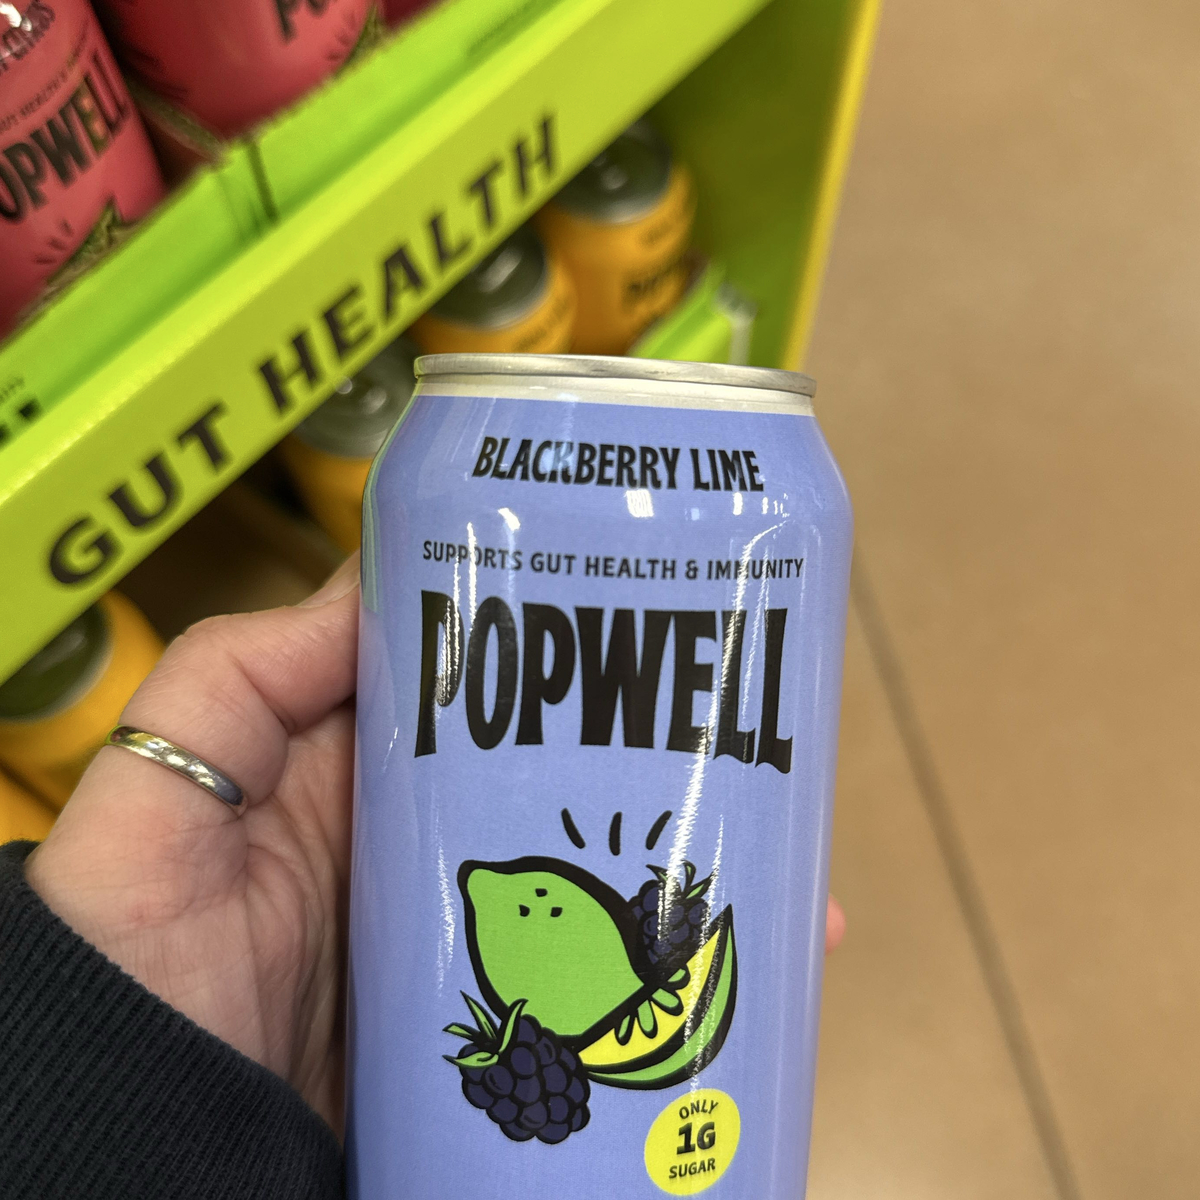 POPWELL
GUT HEALTH
BLACKBERRY LIME
SUPPORTS GUT HEALTH & IMMUNITY
POPWELL
ONLY
1G
SUGAR